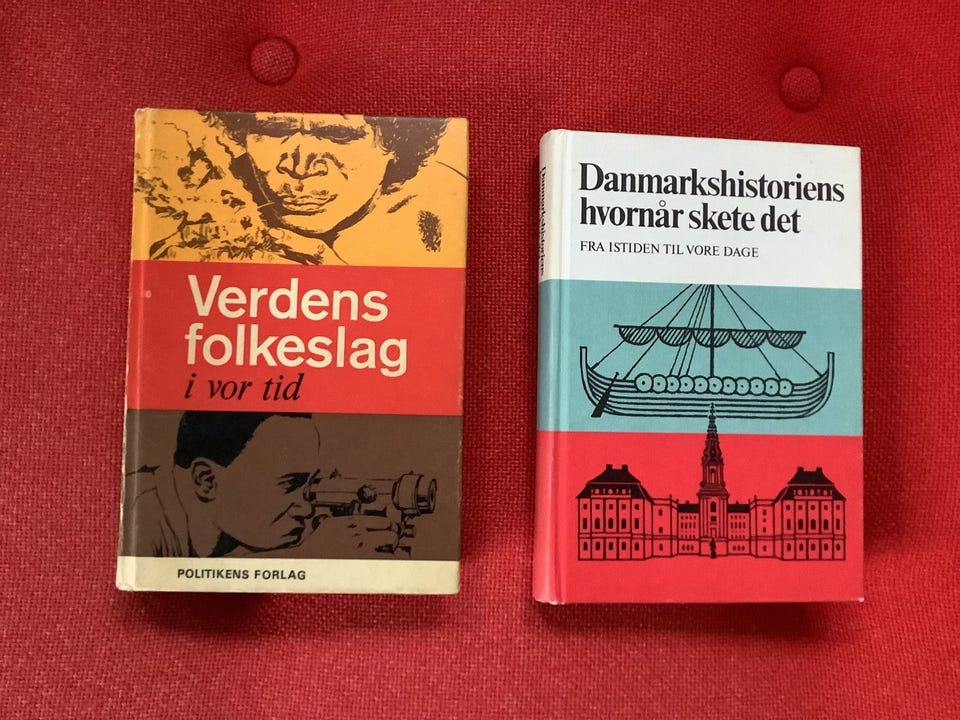 Verdens
folkeslag
i vor tid
POLITIKENS FORLAG
Danmarkshistoriens
hvornår skete det
FRA ISTIDEN TIL VORE DAGE